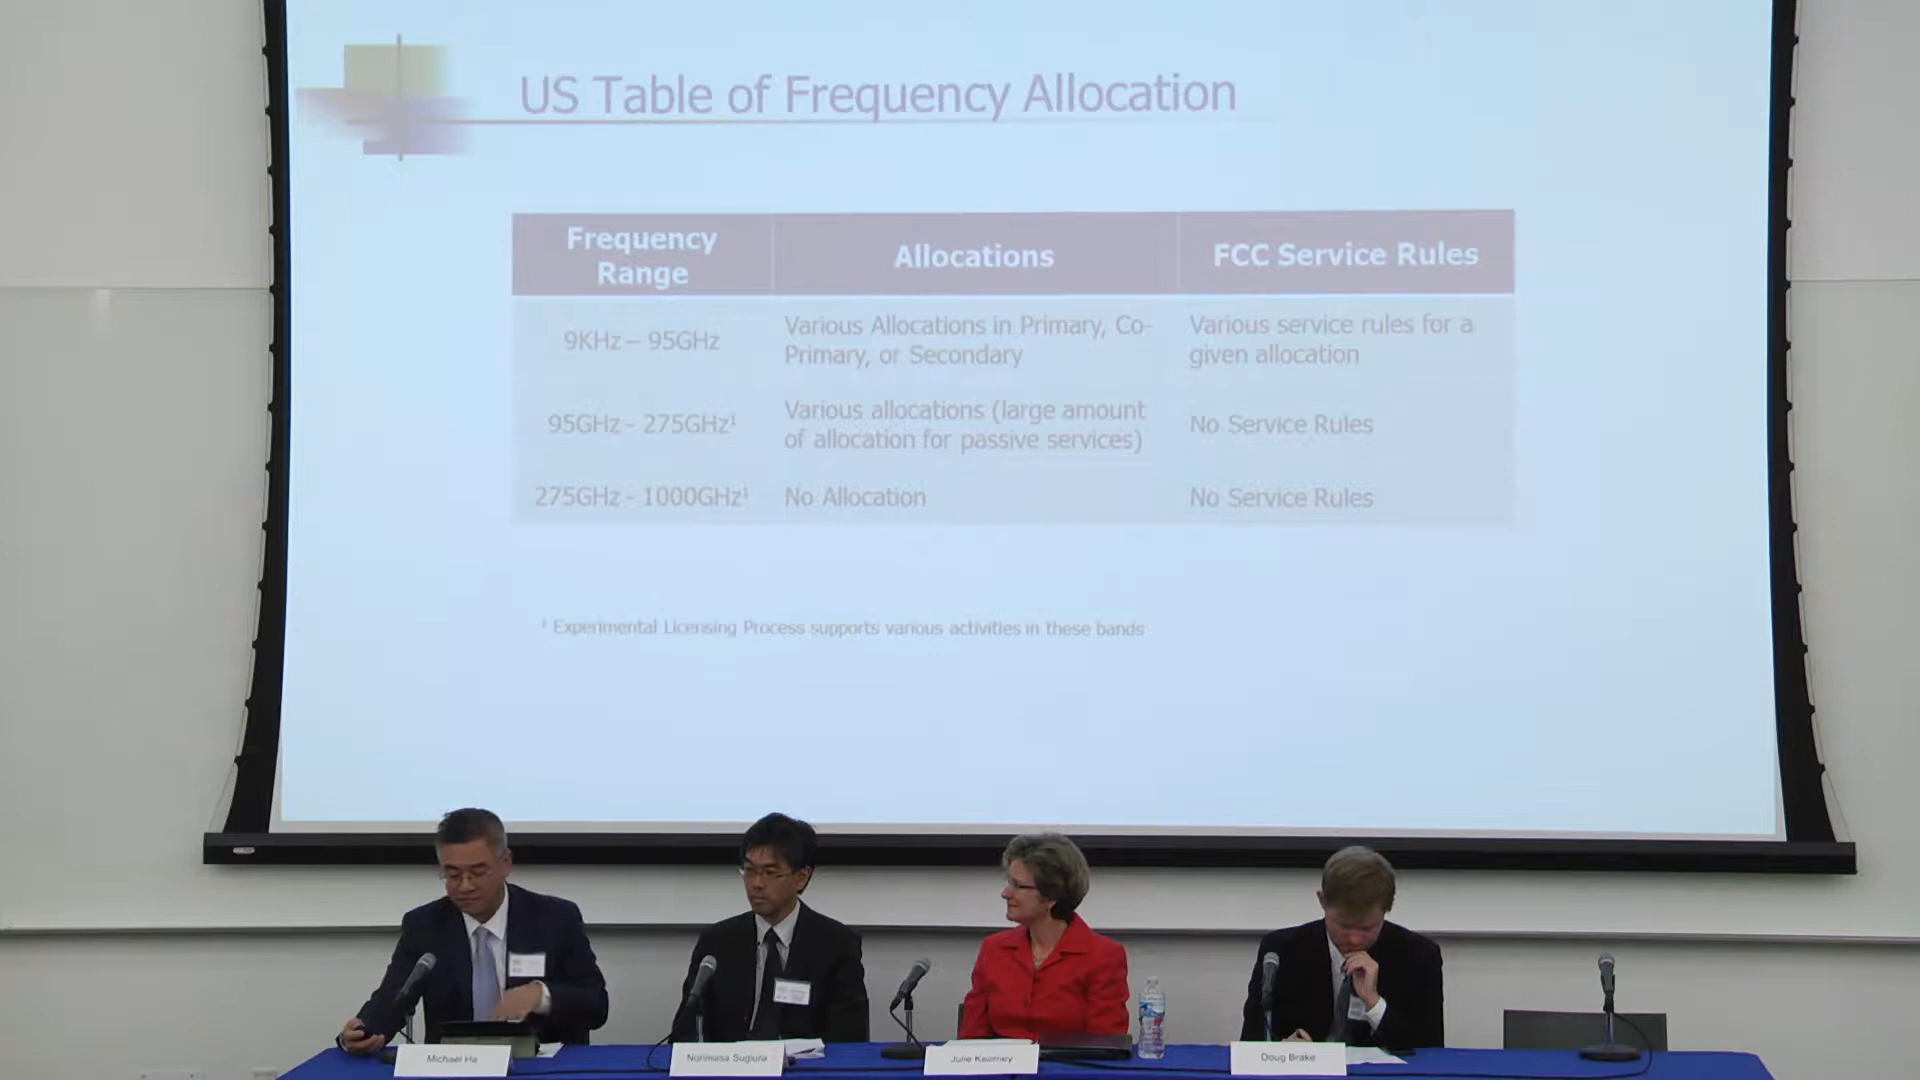 US Table of Frequency Allocation
Frequency
Range
Allocations
FCC Service Rules
9KHz – 95GHz
Various Allocations in Primary, Co-
Primary, or Secondary
Various service rules for a
given allocation
95GHz - 275GHz¹
Various allocations (large amount
of allocation for passive services)
No Service Rules
275GHz - 1000GHz¹
No Allocation
No Service Rules
¹ Experimental Licensing Process supports various activities in these bands
Michael Ha
Norimasa Sugiura
Julie Kearney
Doug Brake